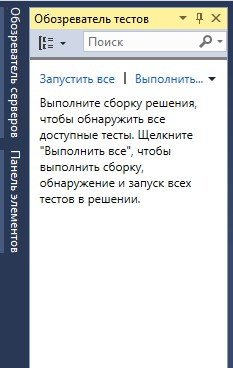 Обозреватель тестов
Поиск
Запустить все | Выполнить...
Выполните сборку решения,
чтобы обнаружить все
доступные тесты. Щелкните
"Выполнить все", чтобы
выполнить сборку,
обнаружение и запуск всех
тестов в решении.
Обозреватель серверов
Панель элементов